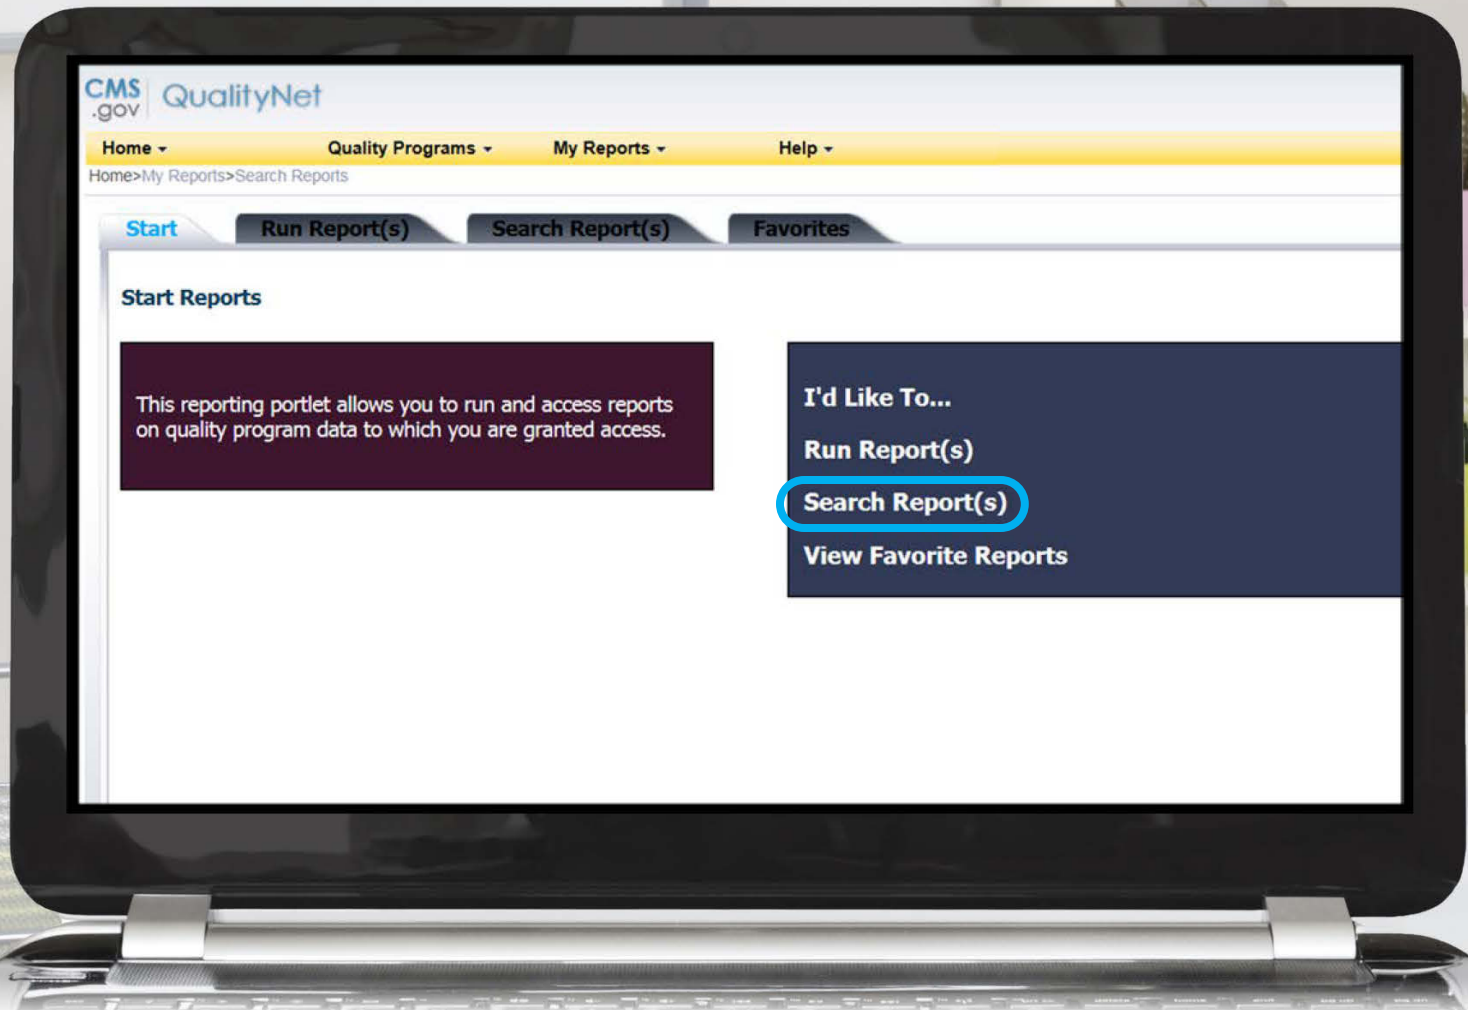 CMS
.gov
QualityNet
Home Quality Programs My Reports Help
Home>My Reports>Search Reports
Start Run Report(s) Search Report(s) Favorites
Start Reports
This reporting portlet allows you to run and access reports
on quality program data to which you are granted access.
I'd Like To...
Run Report(s)
Search Report(s)
View Favorite Reports